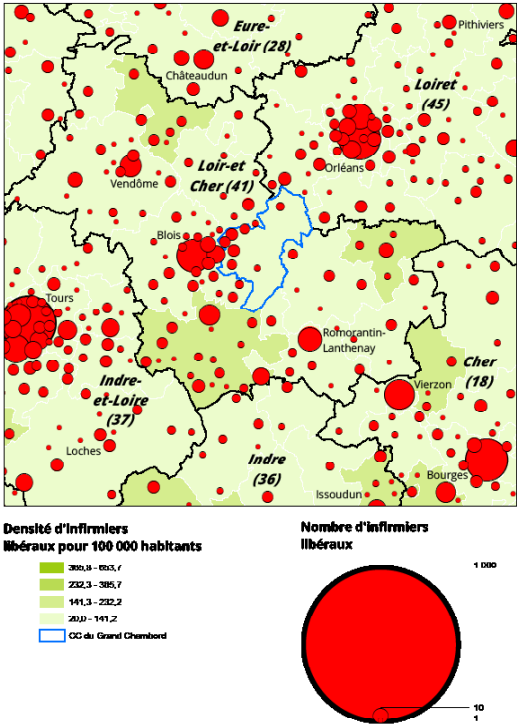 Eure-
et-Loir (28)
Pithiviers
Châteaudun
Loiret
(45)
Orléans
Loir-et
Cher (41)
Vendôme
Blois
Tours
Romorantin-
Lanthenay
Cher
(18)
Vierzon
Indre-
et-Loire
(37)
Loches
Indre
(36)
Issoudun
Bourges
Densité d'infirmiers
libéraux pour 100 000 habitants
232,3 - 385,7
141,3 - 232,2
20,0 - 141,2
CC du Grand Chambord
Nombre d'infirmiers
libéraux
1 000
10
1